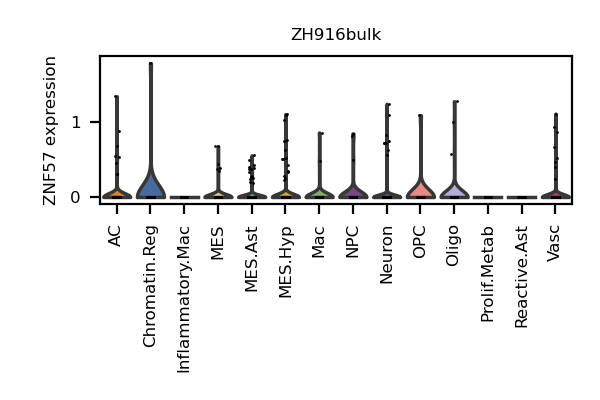 ZH916bulk
ZNF57 expression
1
0
AC
Chromatin.Reg
Inflammatory.Mac
MES
MES.Ast
MES.Hyp
Mac
NPC
Neuron
OPC
Oligo
Prolif.Metab
Reactive.Ast
Vasc